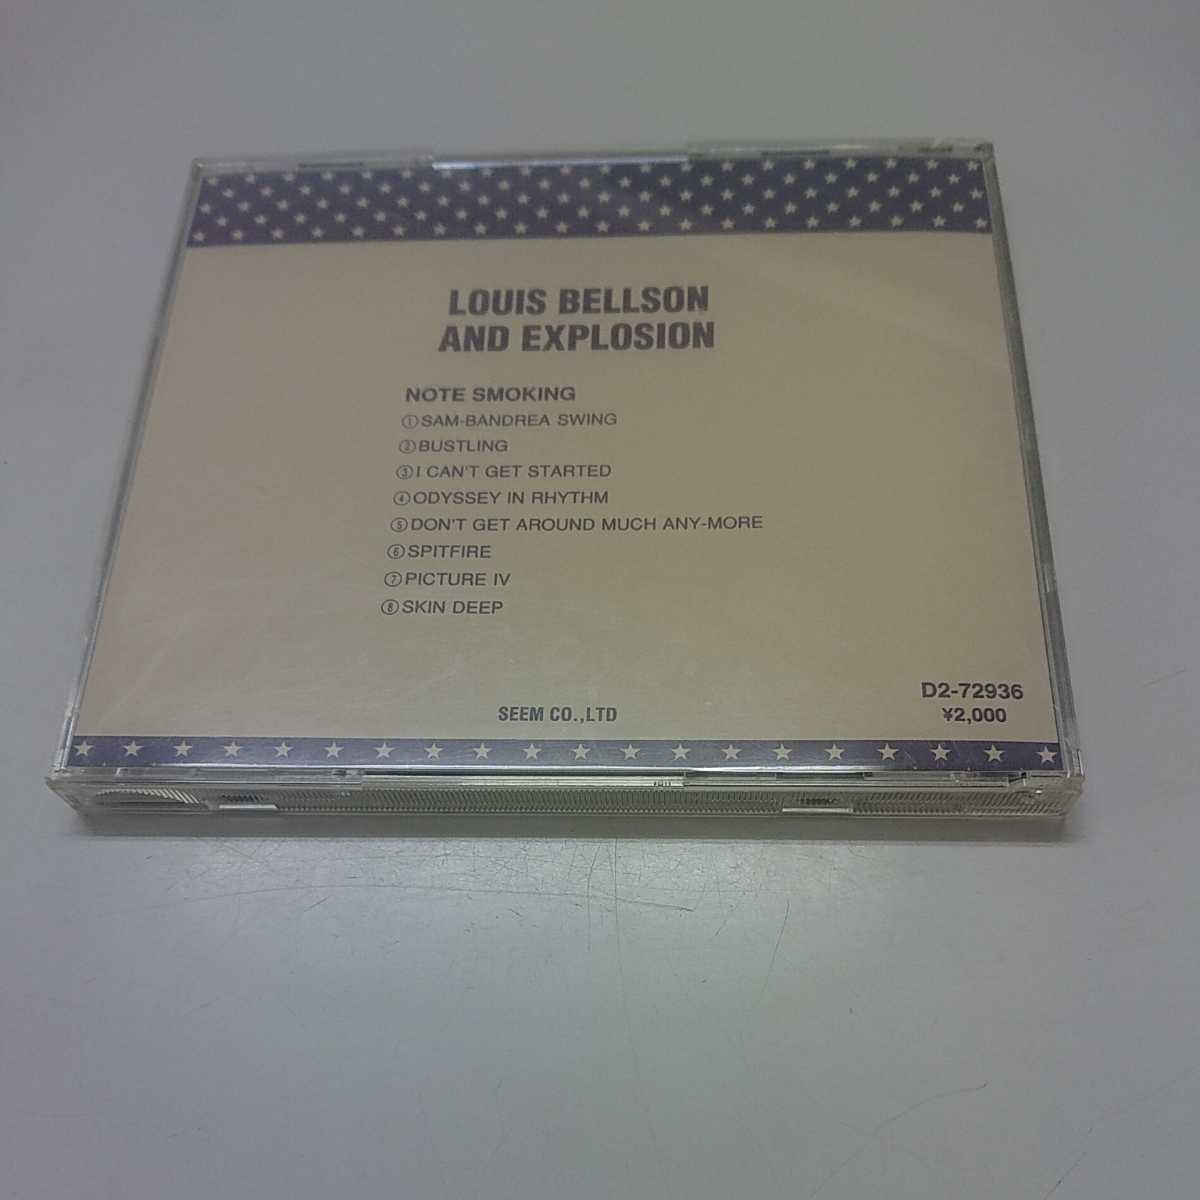 LOUIS BELLSON
AND EXPLOSION
NOTE SMOKING
①SAM-BANDREA SWING
②BUSTLING
③I CAN'T GET STARTED
④ODYSSEY IN RHYTHM
⑤DON'T GET AROUND MUCH ANY-MORE
⑥SPITFIRE
⑦PICTURE IV
⑧SKIN DEEP
D2-72936
¥2,000
SEEM CO.,LTD